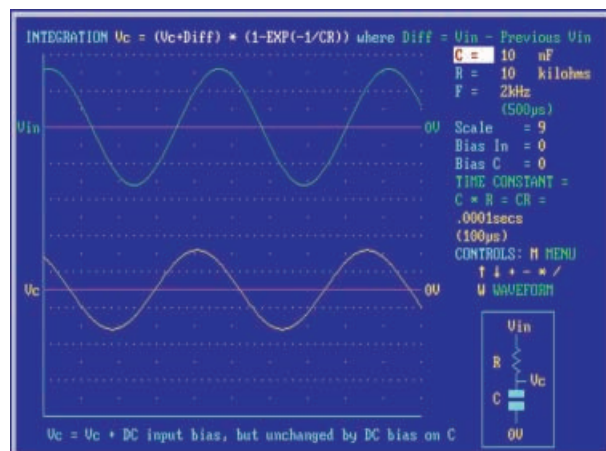 INTEGRATION Vc = (Vc+Diff) * (1-EXP(-1/CR)) where Diff = Vin - Previous Vin
C = 10 nF
R = 10 kilohms
F = 2kHz
(500µs)
Vin
0V
Scale = 9
Bias In = 0
Bias C = 0
TIME CONSTANT =
C * R = CR =
.0001secs
(100µs)
CONTROLS: M MENU
↑ ↓ + - * /
W WAVEFORM
Vc
0V
Vin
R
Vc
C
0V
Vc = Vc + DC input bias, but unchanged by DC bias on C